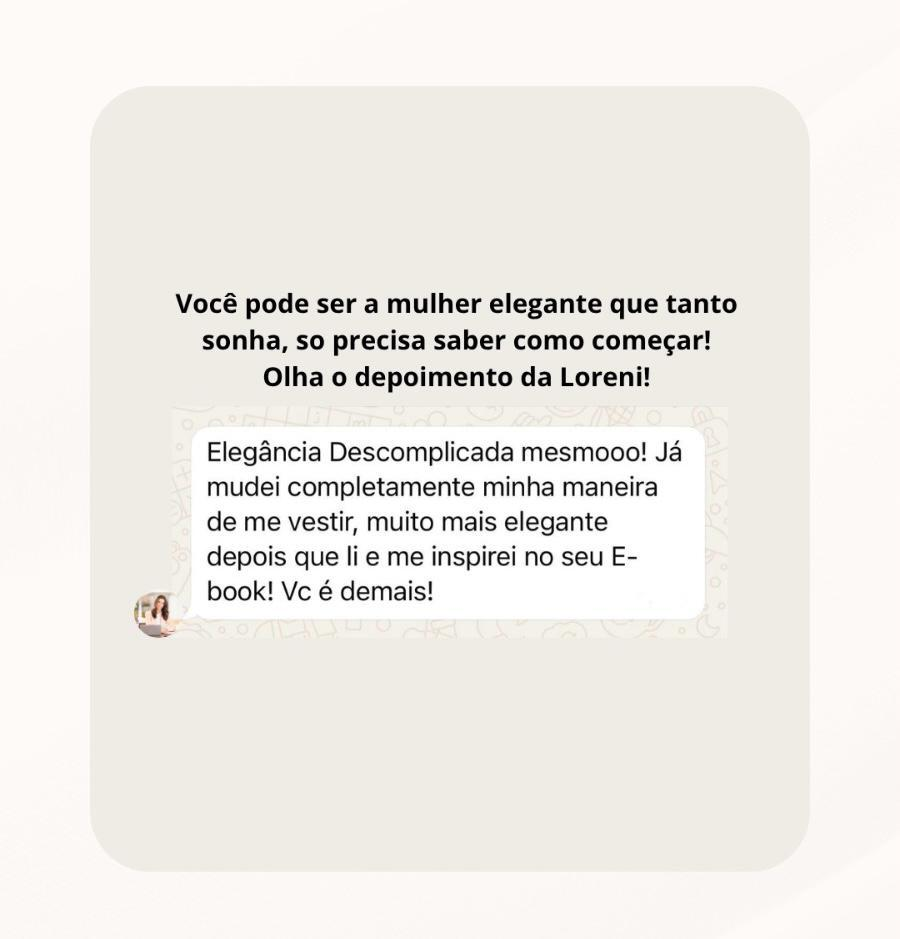 Você pode ser a mulher elegante que tanto
sonha, so precisa saber como começar!
Olha o depoimento da Loreni!
Elegância Descomplicada mesmooo! Já
mudei completamente minha maneira
de me vestir, muito mais elegante
depois que li e me inspirei no seu E-
book! Vc é demais!